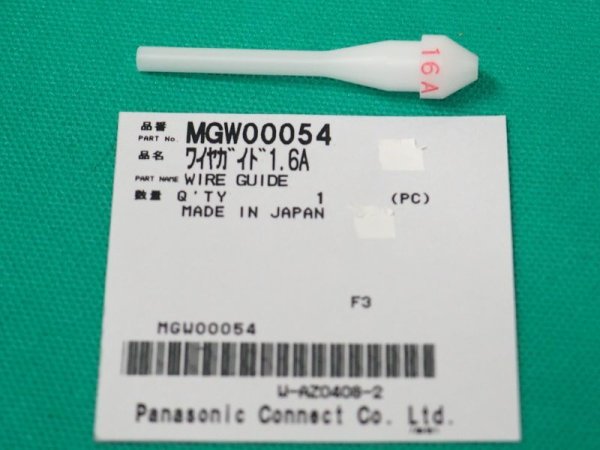 16A
品番
PART No. MGW00054
品名 ワイヤガイド1.6A
PART NAME WIRE GUIDE
数量 Q'TY 1 (PC)
MADE IN JAPAN
F3
MGW00054
W-AZ0408-2
Panasonic Connect Co. Ltd.